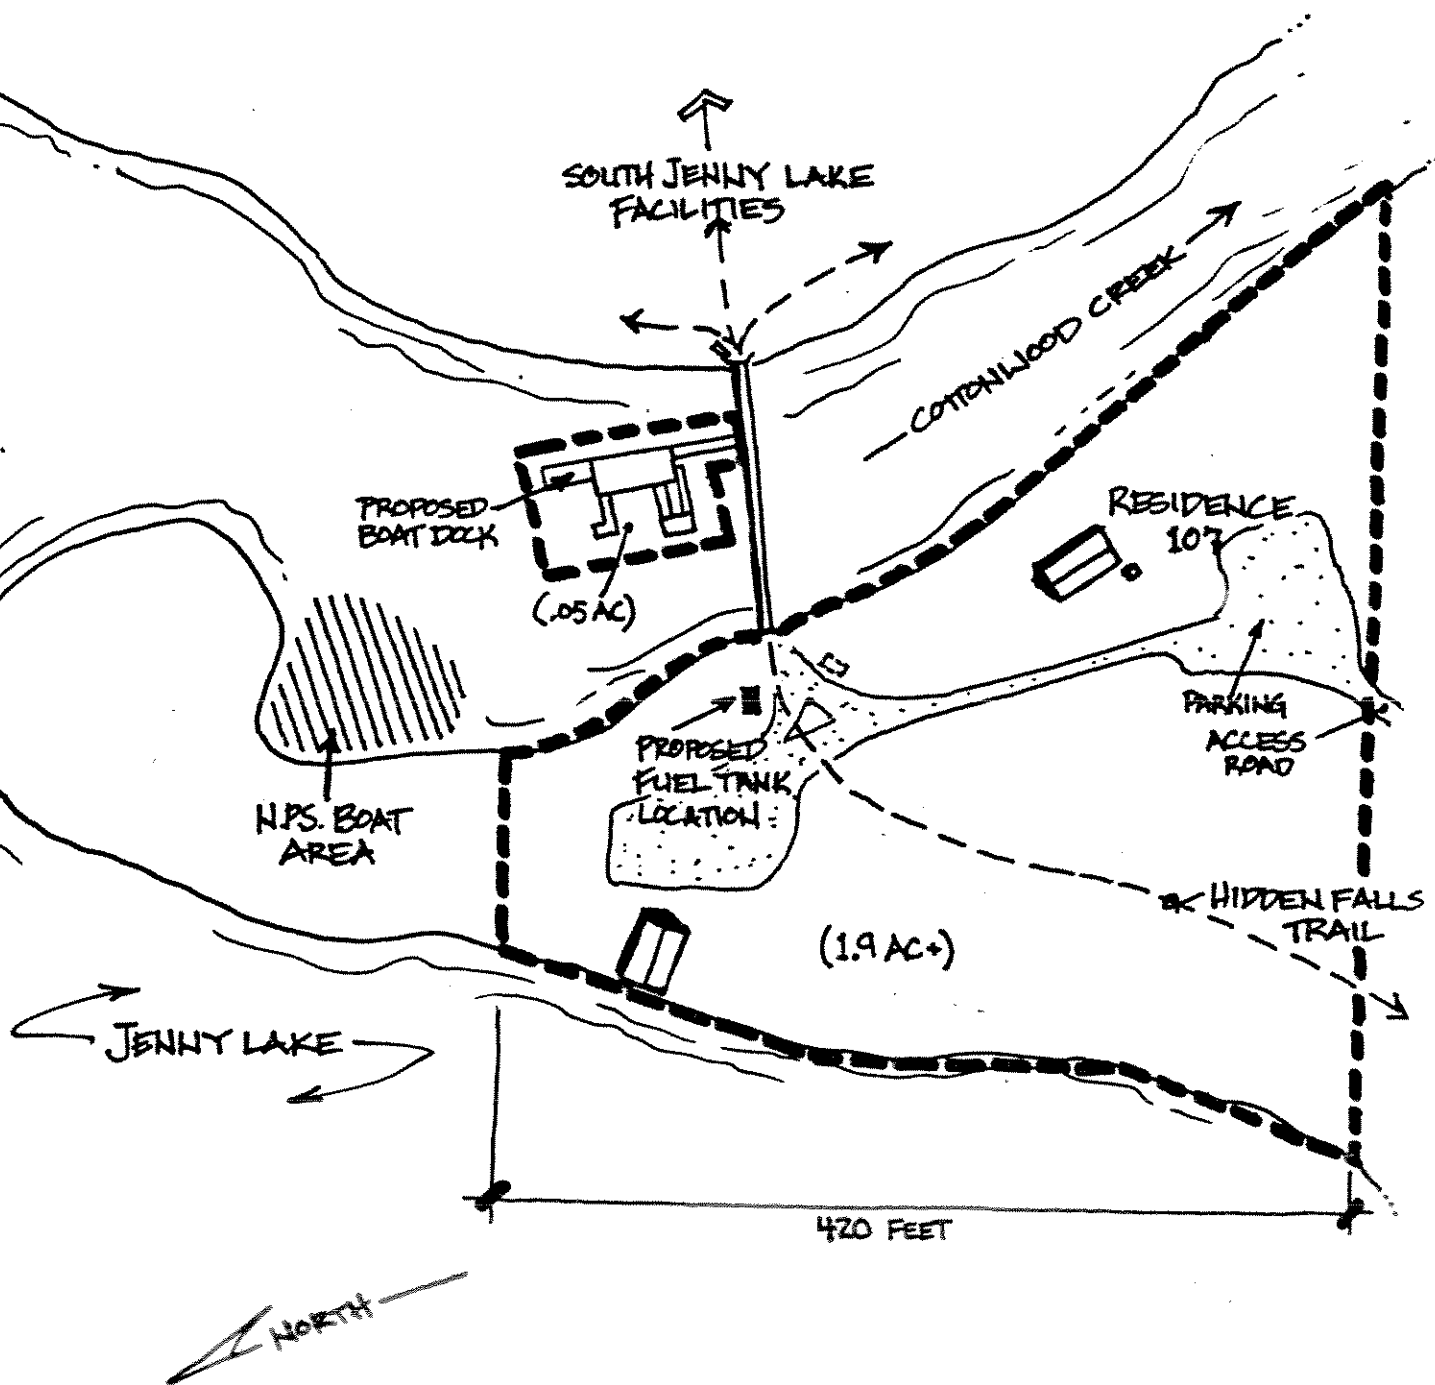 SOUTH JENNY LAKE
FACILITIES
COTTONWOOD CREEK
PROPOSED
BOAT DOCK
(.05 AC)
RESIDENCE
107
PARKING
ACCESS
ROAD
PROPOSED
FUEL TANK
LOCATION
N.P.S. BOAT
AREA
HIDDEN FALLS
TRAIL
(1.9 AC+)
JENNY LAKE
420 FEET
NORTH